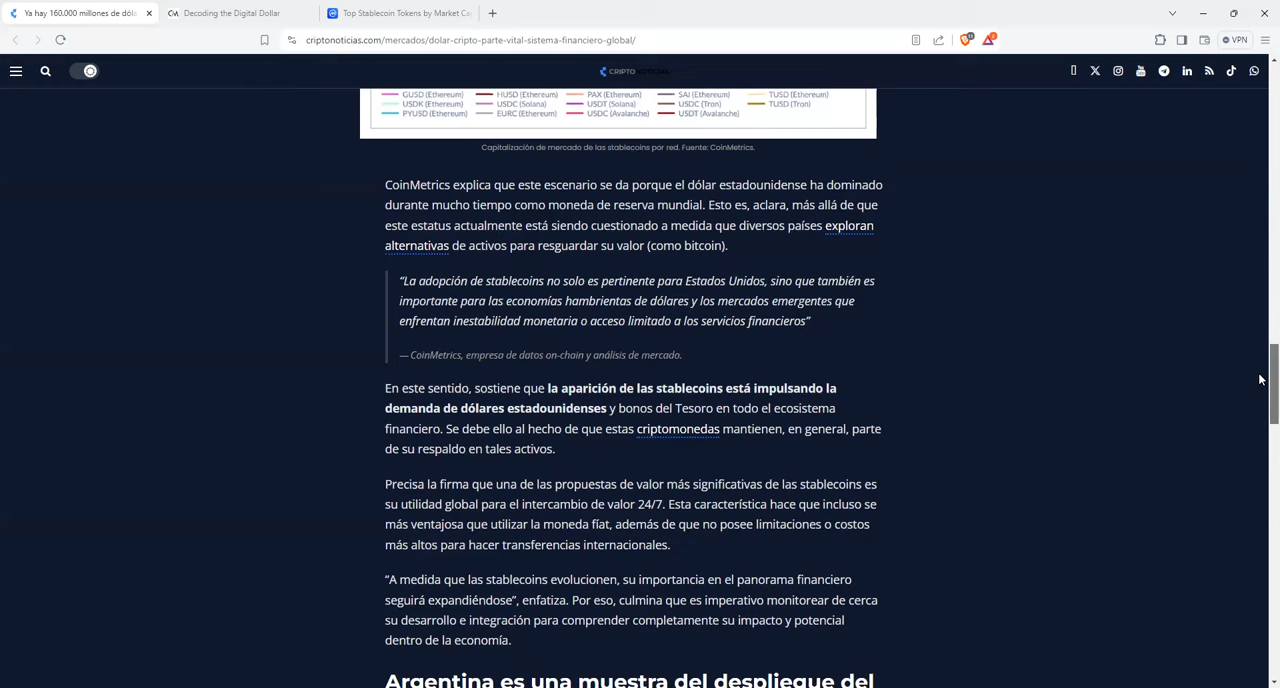 Ya hay 160.000 millones de dóla
Decoding the Digital Dollar
Top Stablecoin Tokens by Market Ca
criptonoticias.com/mercados/dolar-cripto-parte-vital-sistema-financiero-global/
VPN
CRIPTONOTICIAS
GUSD (Ethereum) HUSD (Ethereum) PAX (Ethereum) SAI (Ethereum) TUSD (Ethereum)
USDK (Ethereum) USDC (Solana) USDT (Solana) USDC (Tron) TUSD (Tron)
PYUSD (Ethereum) EURC (Ethereum) USDC (Avalanche) USDT (Avalanche)
Capitalización de mercado de las stablecoins por red. Fuente: CoinMetrics.
CoinMetrics explica que este escenario se da porque el dólar estadounidense ha dominado
durante mucho tiempo como moneda de reserva mundial. Esto es, aclara, más allá de que
este estatus actualmente está siendo cuestionado a medida que diversos países exploran
alternativas de activos para resguardar su valor (como bitcoin).
“La adopción de stablecoins no solo es pertinente para Estados Unidos, sino que también es
importante para las economías hambrientas de dólares y los mercados emergentes que
enfrentan inestabilidad monetaria o acceso limitado a los servicios financieros”
— CoinMetrics, empresa de datos on-chain y análisis de mercado.
En este sentido, sostiene que la aparición de las stablecoins está impulsando la
demanda de dólares estadounidenses y bonos del Tesoro en todo el ecosistema
financiero. Se debe ello al hecho de que estas criptomonedas mantienen, en general, parte
de su respaldo en tales activos.
Precisa la firma que una de las propuestas de valor más significativas de las stablecoins es
su utilidad global para el intercambio de valor 24/7. Esta característica hace que incluso se
más ventajosa que utilizar la moneda fíat, además de que no posee limitaciones o costos
más altos para hacer transferencias internacionales.
“A medida que las stablecoins evolucionen, su importancia en el panorama financiero
seguirá expandiéndose”, enfatiza. Por eso, culmina que es imperativo monitorear de cerca
su desarrollo e integración para comprender completamente su impacto y potencial
dentro de la economía.
Argentina es una muestra del despliegue del